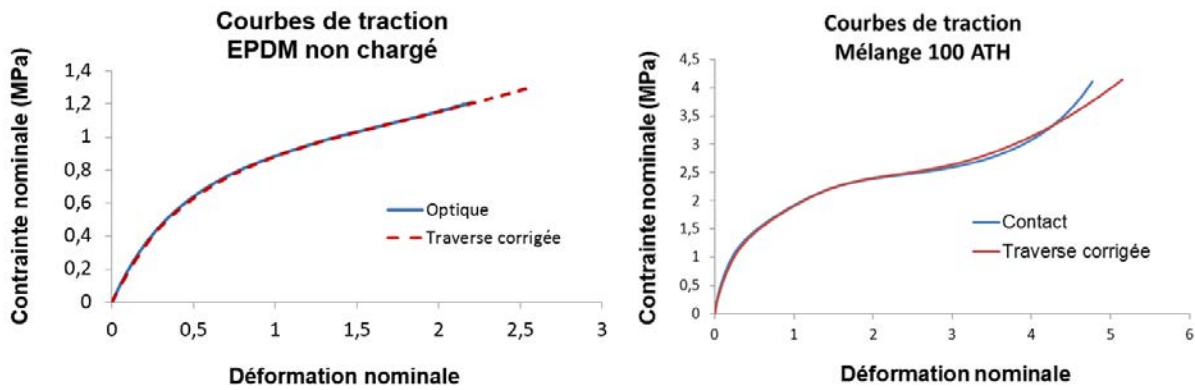 Courbes de traction
EPDM non chargé
Contrainte nominale (MPa)
1,4
1,2
1
0,8
0,6
0,4
0,2
0
0
0,5
1
1,5
2
2,5
3
Optique
Traverse corrigée
Déformation nominale
Courbes de traction
Mélange 100 ATH
Contrainte nominale (MPa)
4,5
4
3,5
3
2,5
2
1,5
1
0,5
0
0
1
2
3
4
5
6
Contact
Traverse corrigée
Déformation nominale